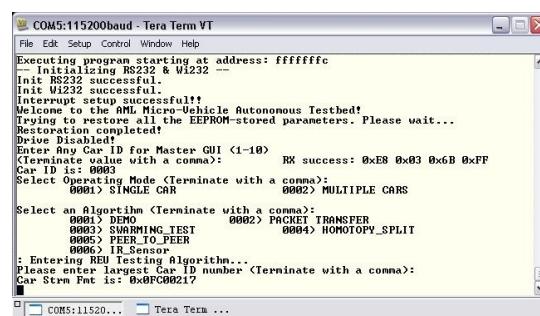 COM5:115200baud - Tera Term VT
File Edit Setup Control Window Help
Executing program starting at address: fffffffc
-- Initializing RS232 & Wi232 --
Init RS232 successful.
Init Wi232 successful.
Interrupt setup successful!!
Welcome to the AML Micro-Vehicle Autonomous Testbed!
Trying to restore all the EEPROM-stored parameters. Please wait...
Restoration completed!
Drive Disabled!
Enter Any Car ID for Master GUI (1-10)
(Terminate value with a comma): RX success: 0xE8 0x03 0x6B 0xFF
Car ID is: 0003
Select Operating Mode (Terminate with a comma):
0001) SINGLE CAR 0002) MULTIPLE CARS
Select an Algortihm (Terminate with a comma):
0001) DEMO 0002) PACKET TRANSFER
0003) SWARMING_TEST 0004) HOMOTOPY_SPLIT
0005) PEER_TO_PEER
0006) IR_Sensor
: Entering REU Testing Algorithm...
Please enter largest Car ID number (Terminate with a comma):
Car Strm Fmt is: 0x0FC00217
COM5:11520... Tera Term ...